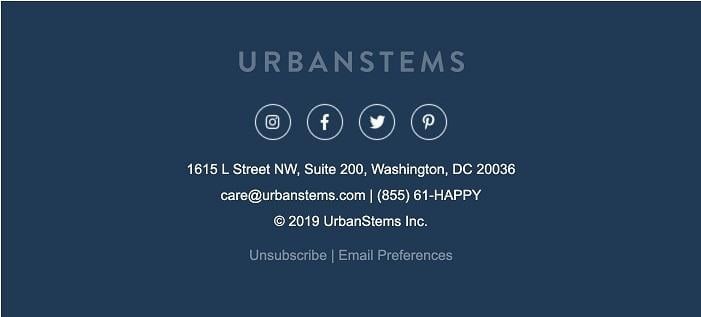 URBANSTEMS
1615 L Street NW, Suite 200, Washington, DC 20036
care@urbanstems.com | (855) 61-HAPPY
© 2019 UrbanStems Inc.
Unsubscribe | Email Preferences